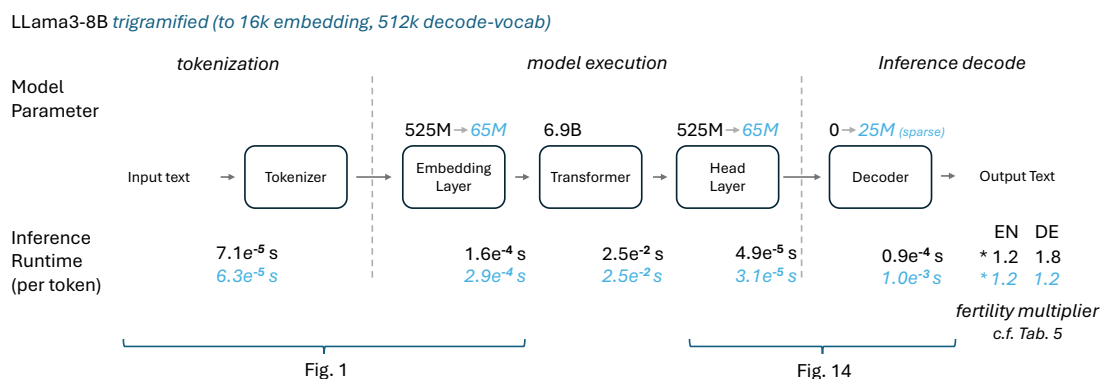 LLama3-8B trigramified (to 16k embedding, 512k decode-vocab)
tokenization model execution Inference decode
Model
Parameter
525M → 65M 6.9B 525M → 65M 0 → 25M (sparse)
Input text → Tokenizer → Embedding Layer → Transformer → Head Layer → Decoder → Output Text
Inference
Runtime
(per token)
EN DE
7.1e⁻⁵ s 1.6e⁻⁴ s 2.5e⁻² s 4.9e⁻⁵ s 0.9e⁻⁴ s * 1.2 1.8
6.3e⁻⁵ s 2.9e⁻⁴ s 2.5e⁻² s 3.1e⁻⁵ s 1.0e⁻³ s * 1.2 1.2
fertility multiplier
c.f. Tab. 5
Fig. 1 Fig. 14